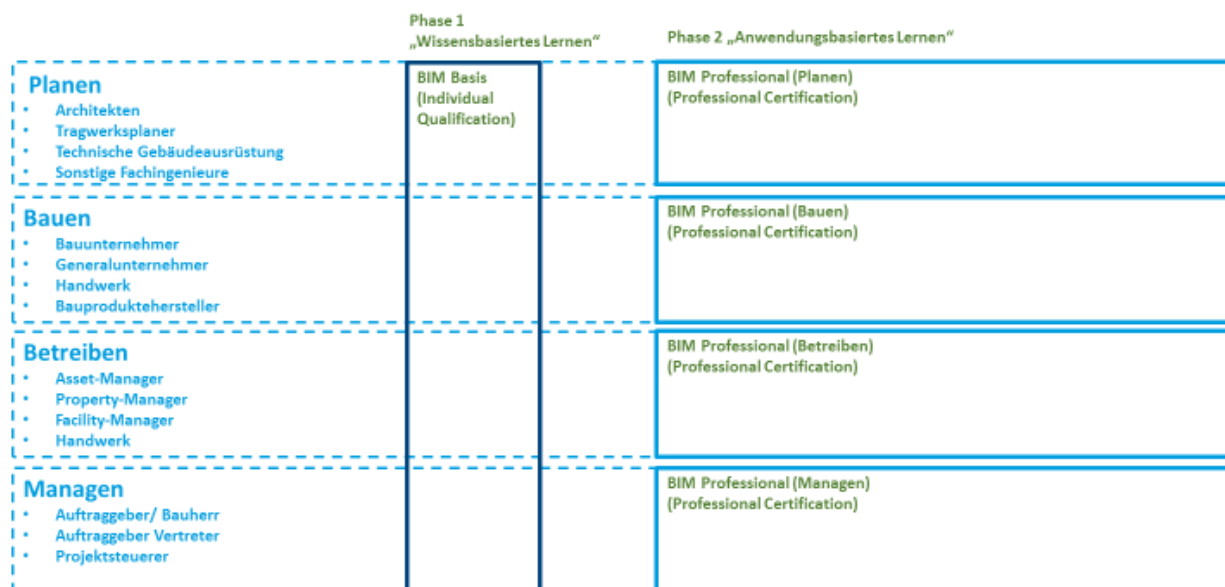 Phase 1
„Wissensbasiertes Lernen“
Phase 2 „Anwendungsbasiertes Lernen“
Planen
• Architekten
• Tragwerksplaner
• Technische Gebäudeausrüstung
• Sonstige Fachingenieure
BIM Basis
(Individual
Qualification)
BIM Professional (Planen)
(Professional Certification)
Bauen
• Bauunternehmer
• Generalunternehmer
• Handwerk
• Bauproduktehersteller
BIM Professional (Bauen)
(Professional Certification)
Betreiben
• Asset-Manager
• Property-Manager
• Facility-Manager
• Handwerk
BIM Professional (Betreiben)
(Professional Certification)
Managen
• Auftraggeber/ Bauherr
• Auftraggeber Vertreter
• Projektsteuerer
BIM Professional (Managen)
(Professional Certification)